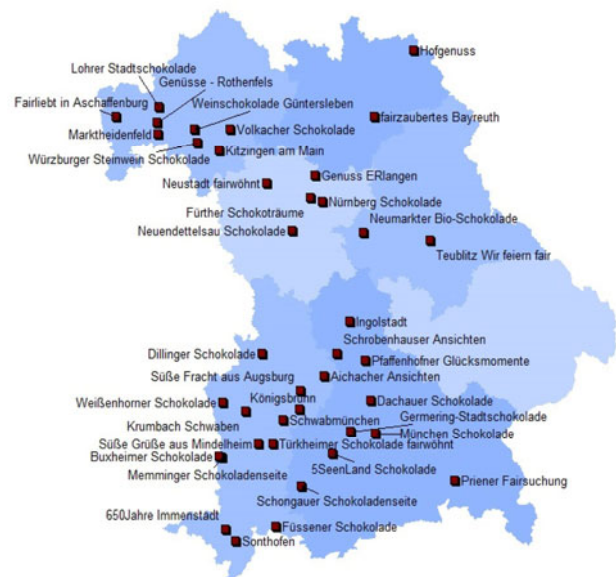 Hofgenuss
Lohrer Stadtschokolade
Genüsse - Rothenfels
Fairliebt in Aschaffenburg
Weinschokolade Güntersleben
fairzaubertes Bayreuth
Marktheidenfeld
Volkacher Schokolade
Würzburger Steinwein Schokolade
Kitzingen am Main
Genuss ERlangen
Neustadt fairwöhnt
Nürnberg Schokolade
Fürther Schokoträume
Neumarkter Bio-Schokolade
Neuendettelsau Schokolade
Teublitz Wir feiern fair
Ingolstadt
Schrobenhauser Ansichten
Dillinger Schokolade
Pfaffenhofner Glücksmomente
Süße Fracht aus Augsburg
Aichacher Ansichten
Königsbrunn
Weißenhorner Schokolade
Dachauer Schokolade
Krumbach Schwaben
Schwabmünchen
Germering-Stadtschokolade
München Schokolade
Süße Grüße aus Mindelheim
Türkheimer Schokolade fairwöhnt
Buxheimer Schokolade
5SeenLand Schokolade
Memminger Schokoladenseite
Priener Fairsuchung
Schongauer Schokoladenseite
650Jahre Immenstadt
Füssener Schokolade
Sonthofen